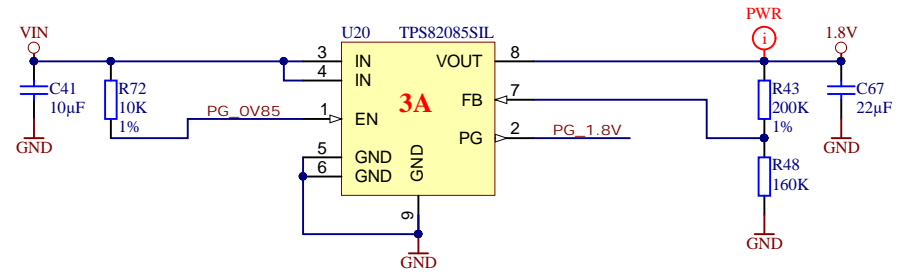 PWR
VIN
U20
TPS82085SIL
1.8V
3
IN
VOUT
8
4
IN
C41
10µF
R72
10K
1%
3A
FB
7
R43
200K
1%
C67
22µF
PG_0V85
1
EN
PG
2
PG_1.8V
GND
5
GND
6
GND
GND
GND
R48
160K
9
GND
GND